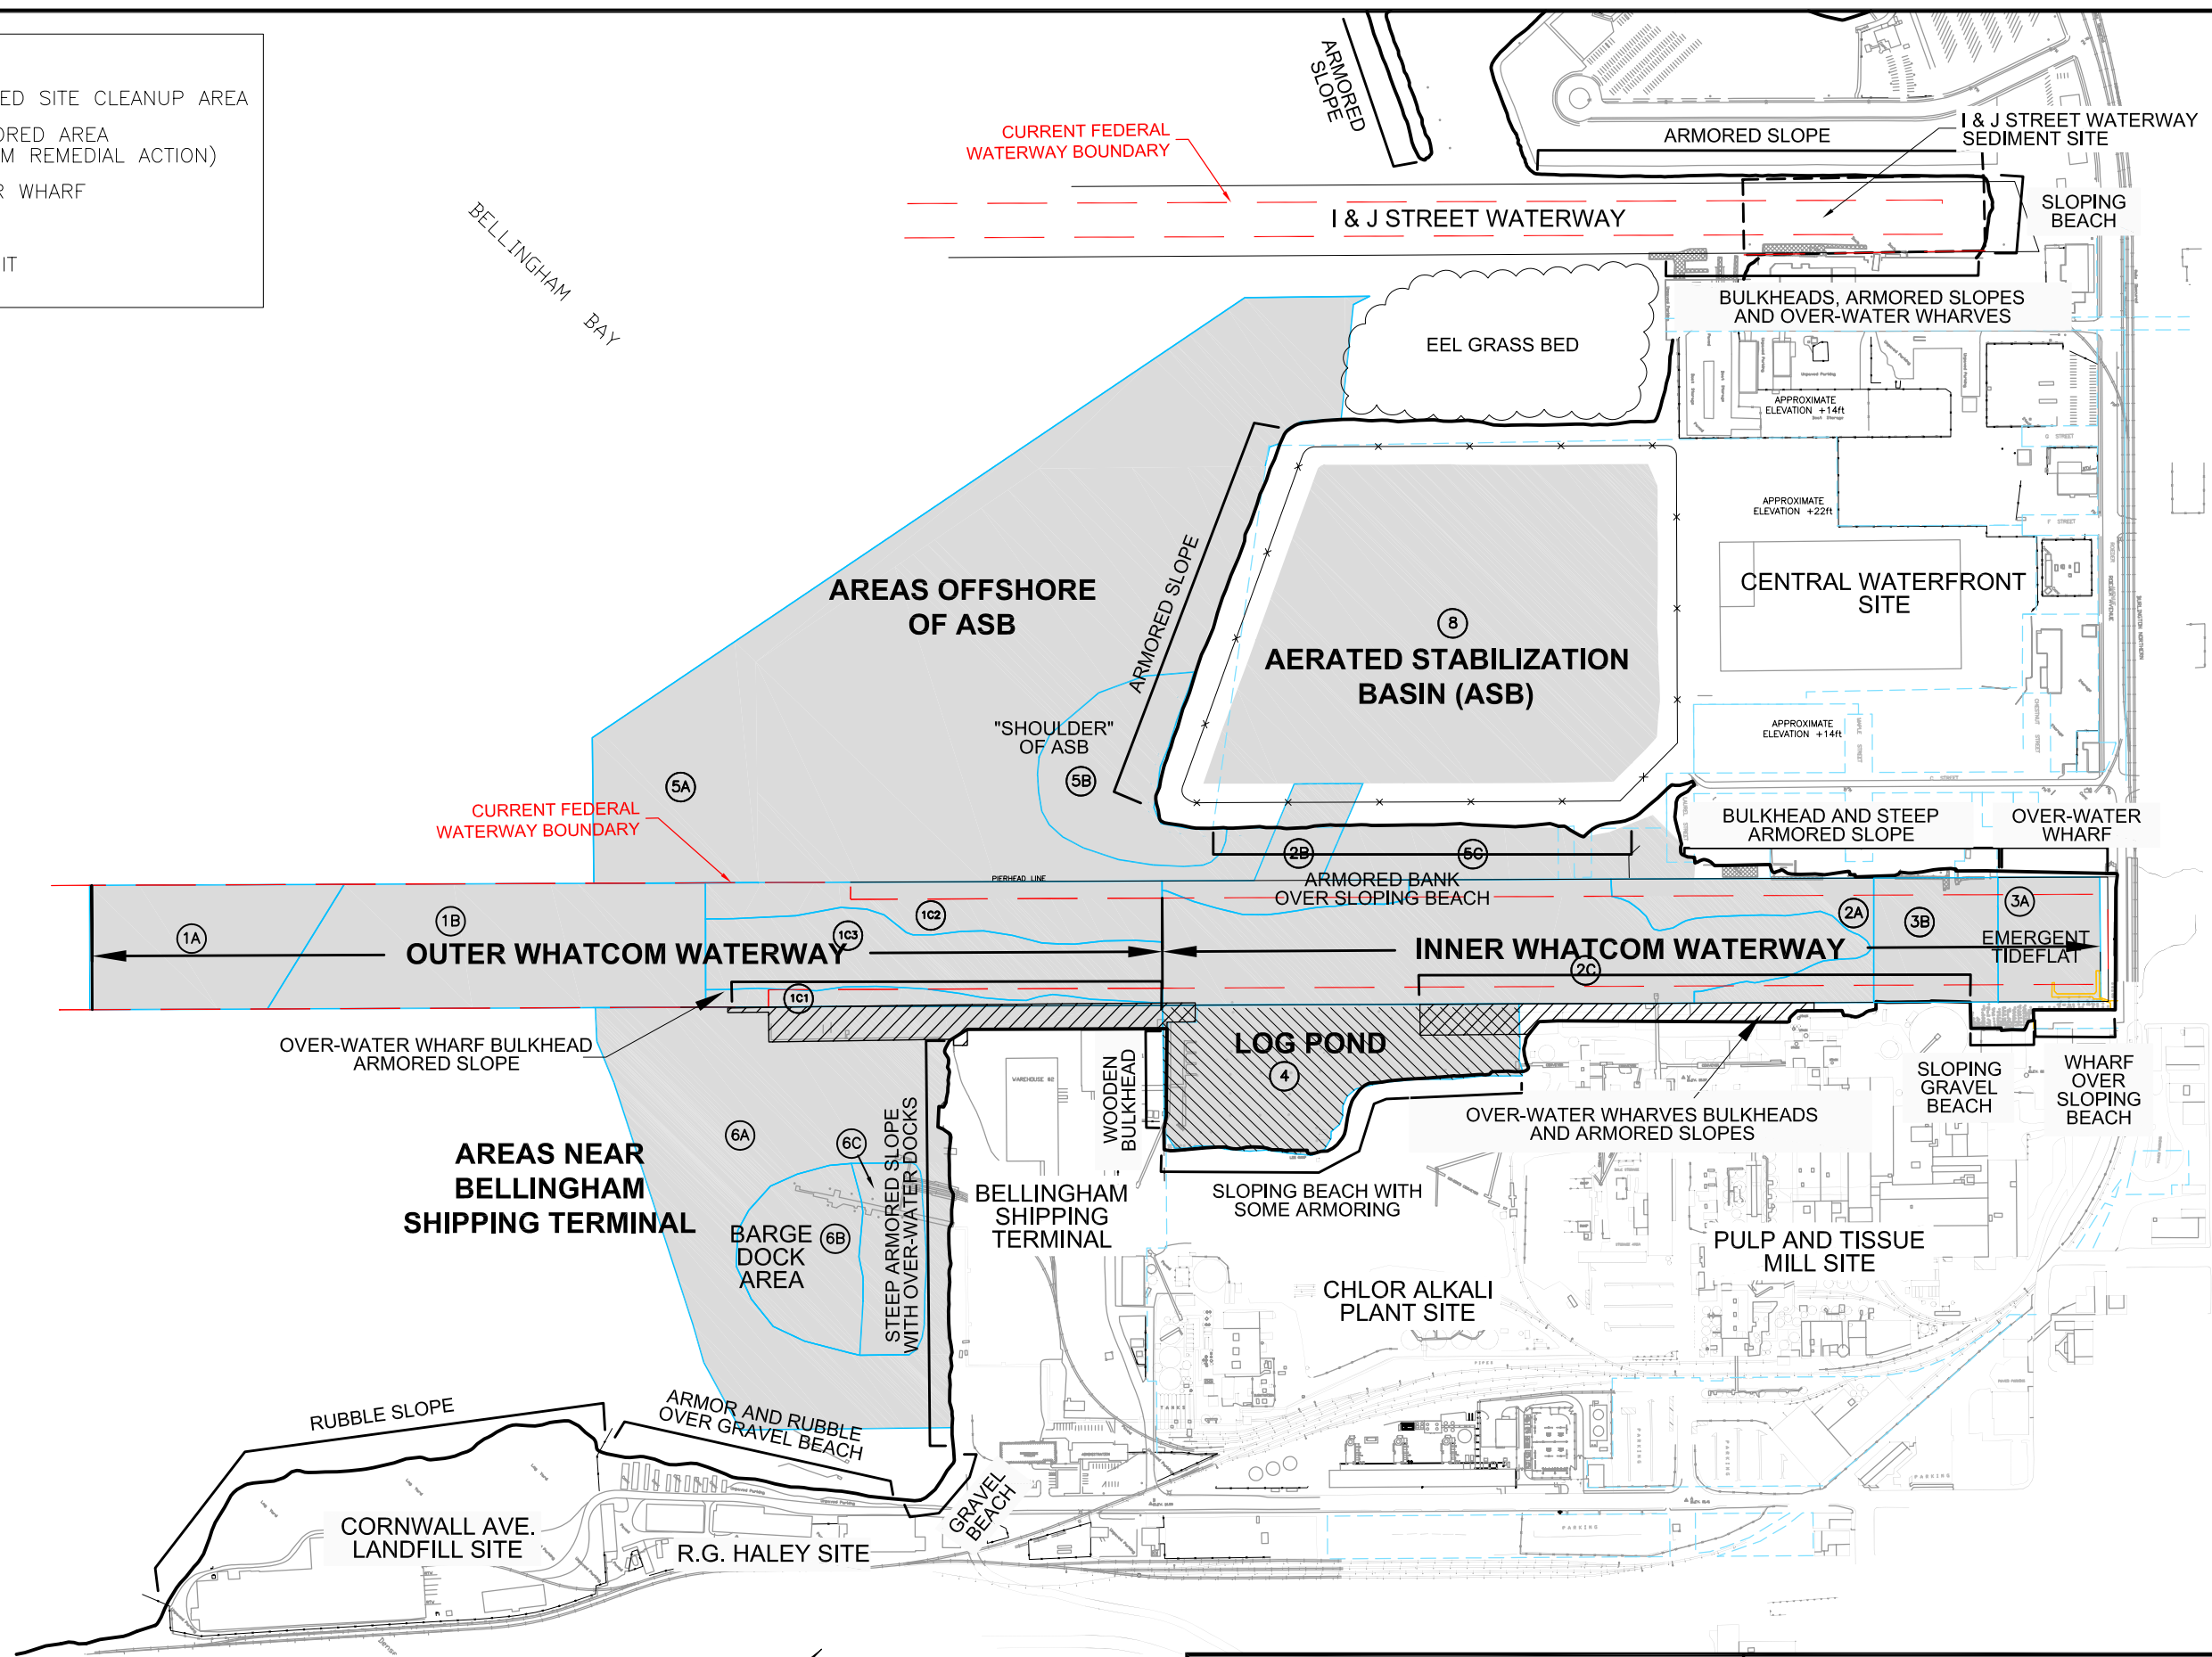 ED SITE CLEANUP AREA
ORED AREA
M REMEDIAL ACTION)
R WHARF
IT
BELLINGHAM
BAY
ARMORED
SLOPE
CURRENT FEDERAL
WATERWAY BOUNDARY
ARMORED SLOPE
I & J STREET WATERWAY
SEDIMENT SITE
I & J STREET WATERWAY
SLOPING
BEACH
BULKHEADS, ARMORED SLOPES
AND OVER-WATER WHARVES
EEL GRASS BED
APPROXIMATE
ELEVATION +14ft
APPROXIMATE
ELEVATION +22ft
CENTRAL WATERFRONT
SITE
APPROXIMATE
ELEVATION +14ft
AREAS OFFSHORE
OF ASB
ARMORED SLOPE
8
AERATED STABILIZATION
BASIN (ASB)
"SHOULDER"
OF ASB
5B
5A
CURRENT FEDERAL
WATERWAY BOUNDARY
BULKHEAD AND STEEP
ARMORED SLOPE
OVER-WATER
WHARF
2B
5C
PIERHEAD LINE
ARMORED BANK
OVER SLOPING BEACH
1A
1B
1C2
1C3
OUTER WHATCOM WATERWAY
INNER WHATCOM WATERWAY
2A
3B
3A
EMERGENT
TIDEFLAT
2C
1C1
OVER-WATER WHARF BULKHEAD
ARMORED SLOPE
LOG POND
4
WOODEN
BULKHEAD
WAREHOUSE #2
SLOPING
GRAVEL
BEACH
WHARF
OVER
SLOPING
BEACH
OVER-WATER WHARVES BULKHEADS
AND ARMORED SLOPES
6A
6C
STEEP ARMORED SLOPE
WITH OVER-WATER DOCKS
AREAS NEAR
BELLINGHAM
SHIPPING TERMINAL
BARGE
DOCK
AREA
6B
BELLINGHAM
SHIPPING
TERMINAL
SLOPING BEACH WITH
SOME ARMORING
PULP AND TISSUE
MILL SITE
CHLOR ALKALI
PLANT SITE
RUBBLE SLOPE
ARMOR AND RUBBLE
OVER GRAVEL BEACH
GRAVEL
BEACH
CORNWALL AVE.
LANDFILL SITE
R.G. HALEY SITE
PARKING
PARKING